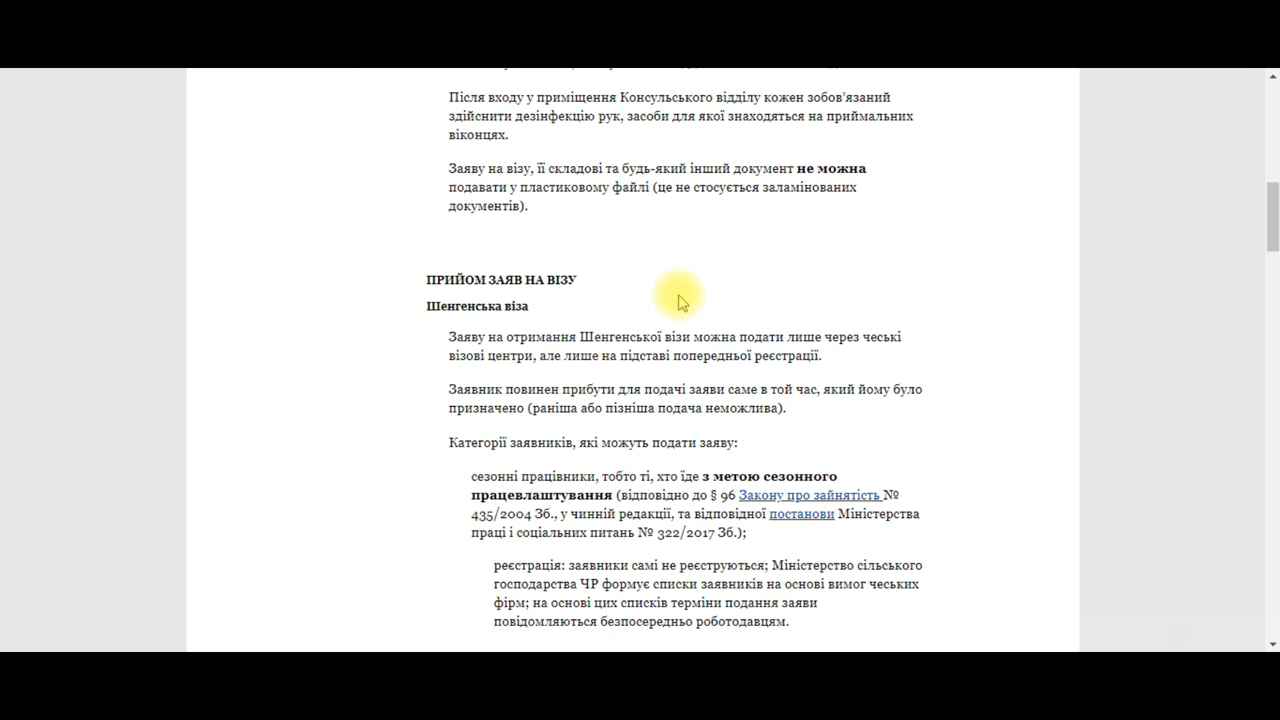 Після входу у приміщення Консульського відділу кожен зобов’язаний
здійснити дезінфекцію рук, засоби для якої знаходяться на приймальних
віконцях.
Заяву на візу, її складові та будь-який інший документ не можна
подавати у пластиковому файлі (це не стосується заламінованих
документів).
ПРИЙОМ ЗАЯВ НА ВІЗУ
Шенгенська віза
Заяву на отримання Шенгенської візи можна подати лише через чеські
візові центри, але лише на підставі попередньої реєстрації.
Заявник повинен прибути для подачі заяви саме в той час, який йому було
призначено (раніша або пізніша подача неможлива).
Категорії заявників, які можуть подати заяву:
сезонні працівники, тобто ті, хто їде з метою сезонного
працевлаштування (відповідно до § 96 Закону про зайнятість №
435/2004 Зб., у чинній редакції, та відповідної постанови Міністерства
праці і соціальних питань № 322/2017 Зб.);
реєстрація: заявники самі не реєструються; Міністерство сільського
господарства ЧР формує списки заявників на основі вимог чеських
фірм; на основі цих списків терміни подання заяви
повідомляються безпосередньо роботодавцям.